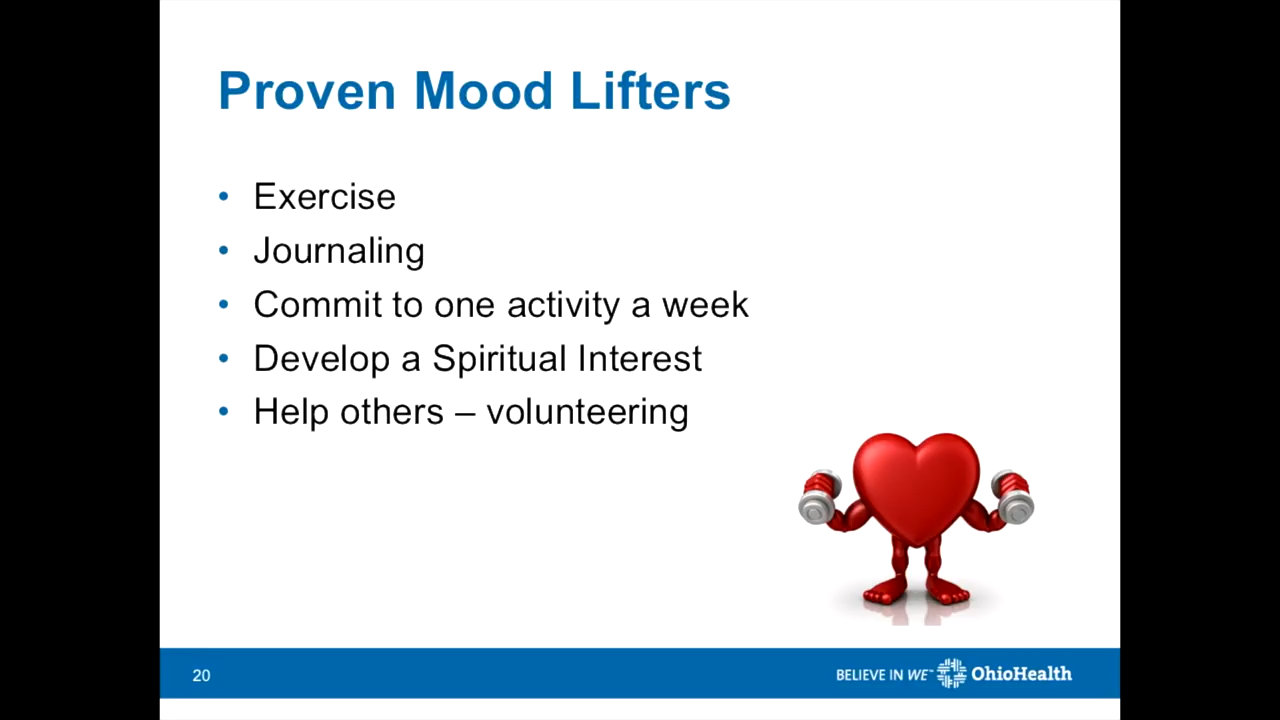 Proven Mood Lifters
• Exercise
• Journaling
• Commit to one activity a week
• Develop a Spiritual Interest
• Help others – volunteering
20
BELIEVE IN WE™ OhioHealth